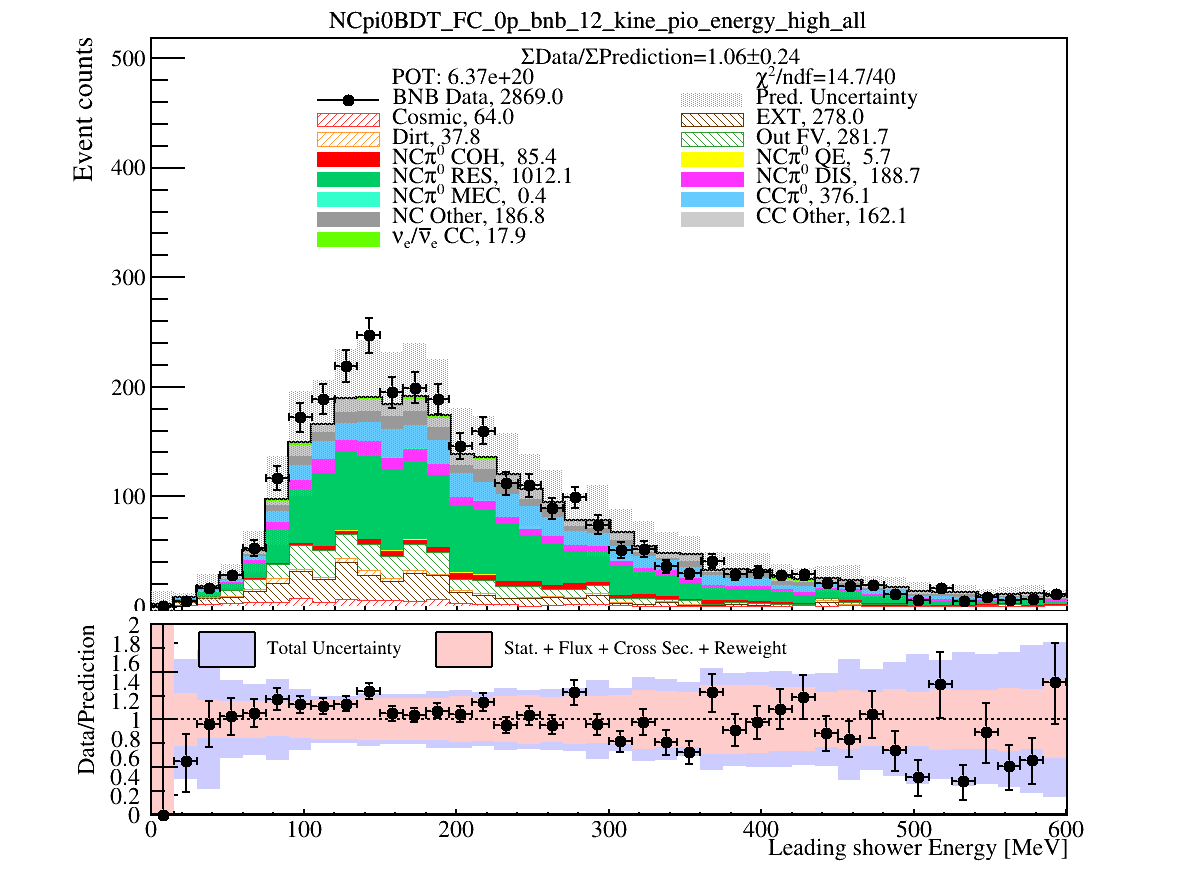 NCpi0BDT_FC_0p_bnb_12_kine_pio_energy_high_all
ΣData/ΣPrediction=1.06±0.24
POT: 6.37e+20
χ²/ndf=14.7/40
BNB Data, 2869.0
Pred. Uncertainty
Cosmic, 64.0
EXT, 278.0
Dirt, 37.8
Out FV, 281.7
NCπ⁰ COH, 85.4
NCπ⁰ QE, 5.7
NCπ⁰ RES, 1012.1
NCπ⁰ DIS, 188.7
NCπ⁰ MEC, 0.4
CCπ⁰, 376.1
NC Other, 186.8
CC Other, 162.1
νₑ/ν̅ₑ CC, 17.9
Event counts
500
400
300
200
100
0
Total Uncertainty
Stat. + Flux + Cross Sec. + Reweight
Data/Prediction
2
1.8
1.6
1.4
1.2
1
0.8
0.6
0.4
0.2
0
0 100 200 300 400 500 600
Leading shower Energy [MeV]